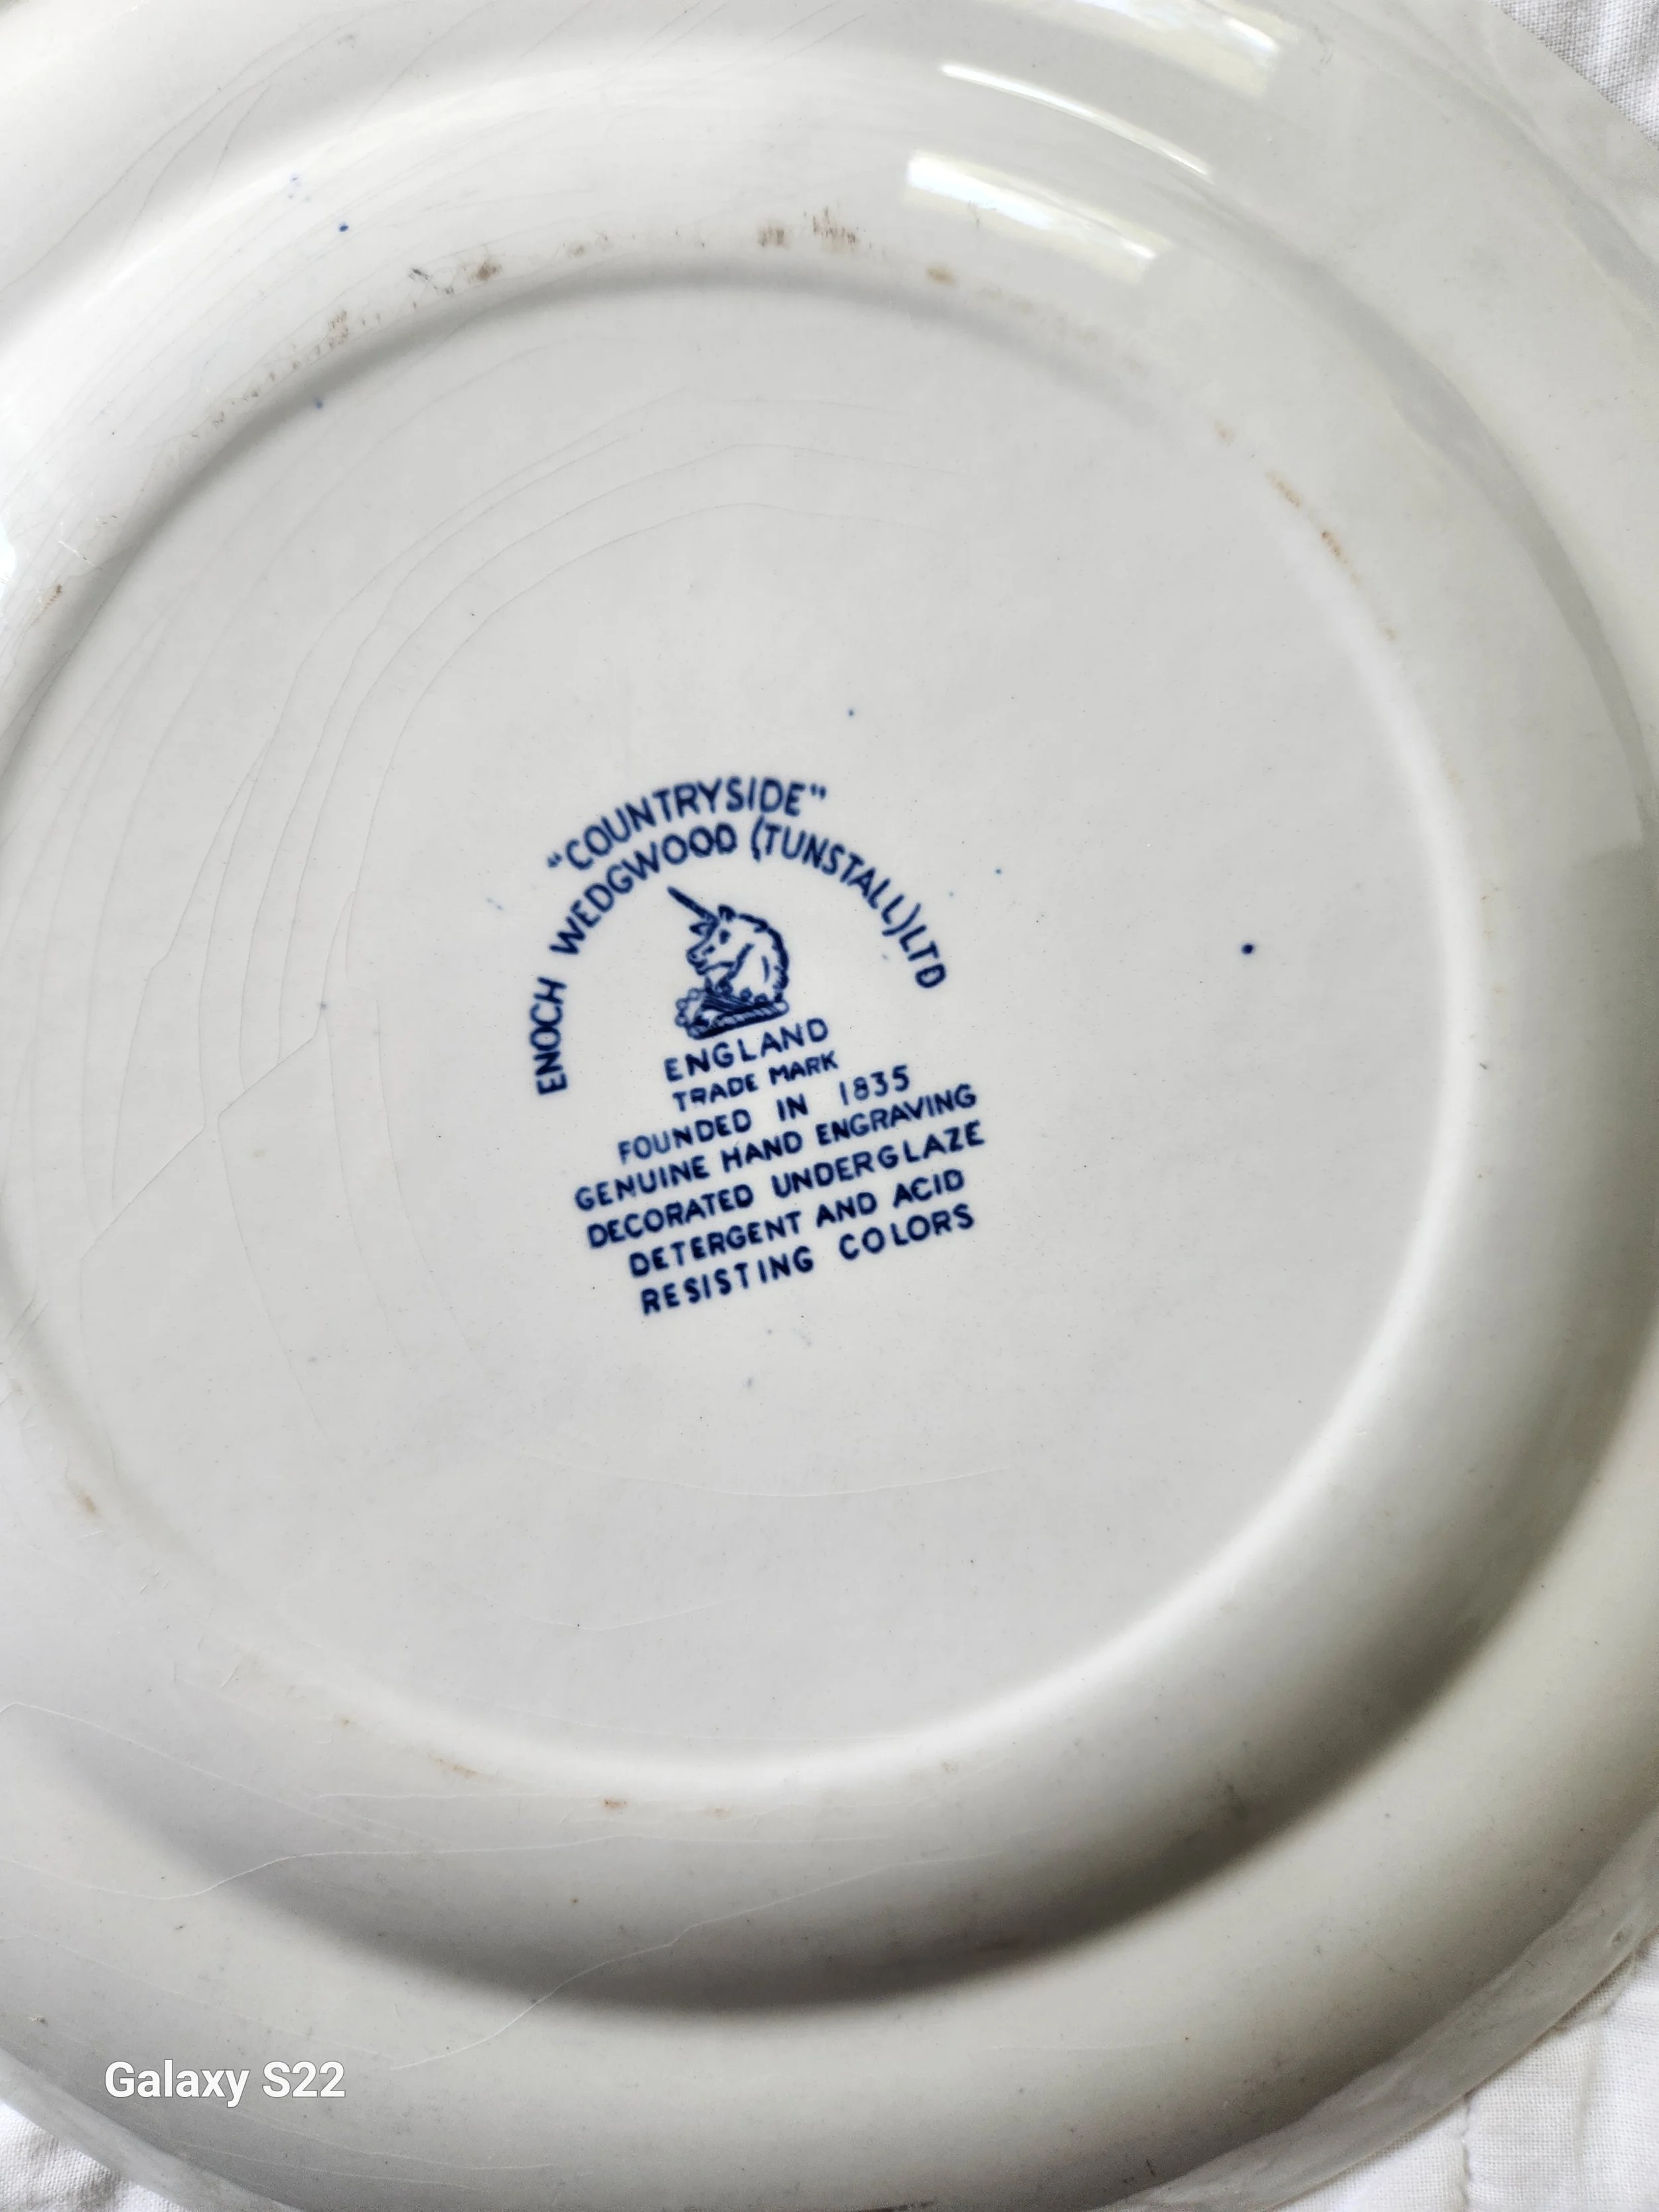 "COUNTRYSIDE"
ENOCH WEDGWOOD (TUNSTALL) LTD
ENGLAND
TRADE MARK
FOUNDED IN 1835
GENUINE HAND ENGRAVING
DECORATED UNDERGLAZE
DETERGENT AND ACID
RESISTING COLORS
Galaxy S22